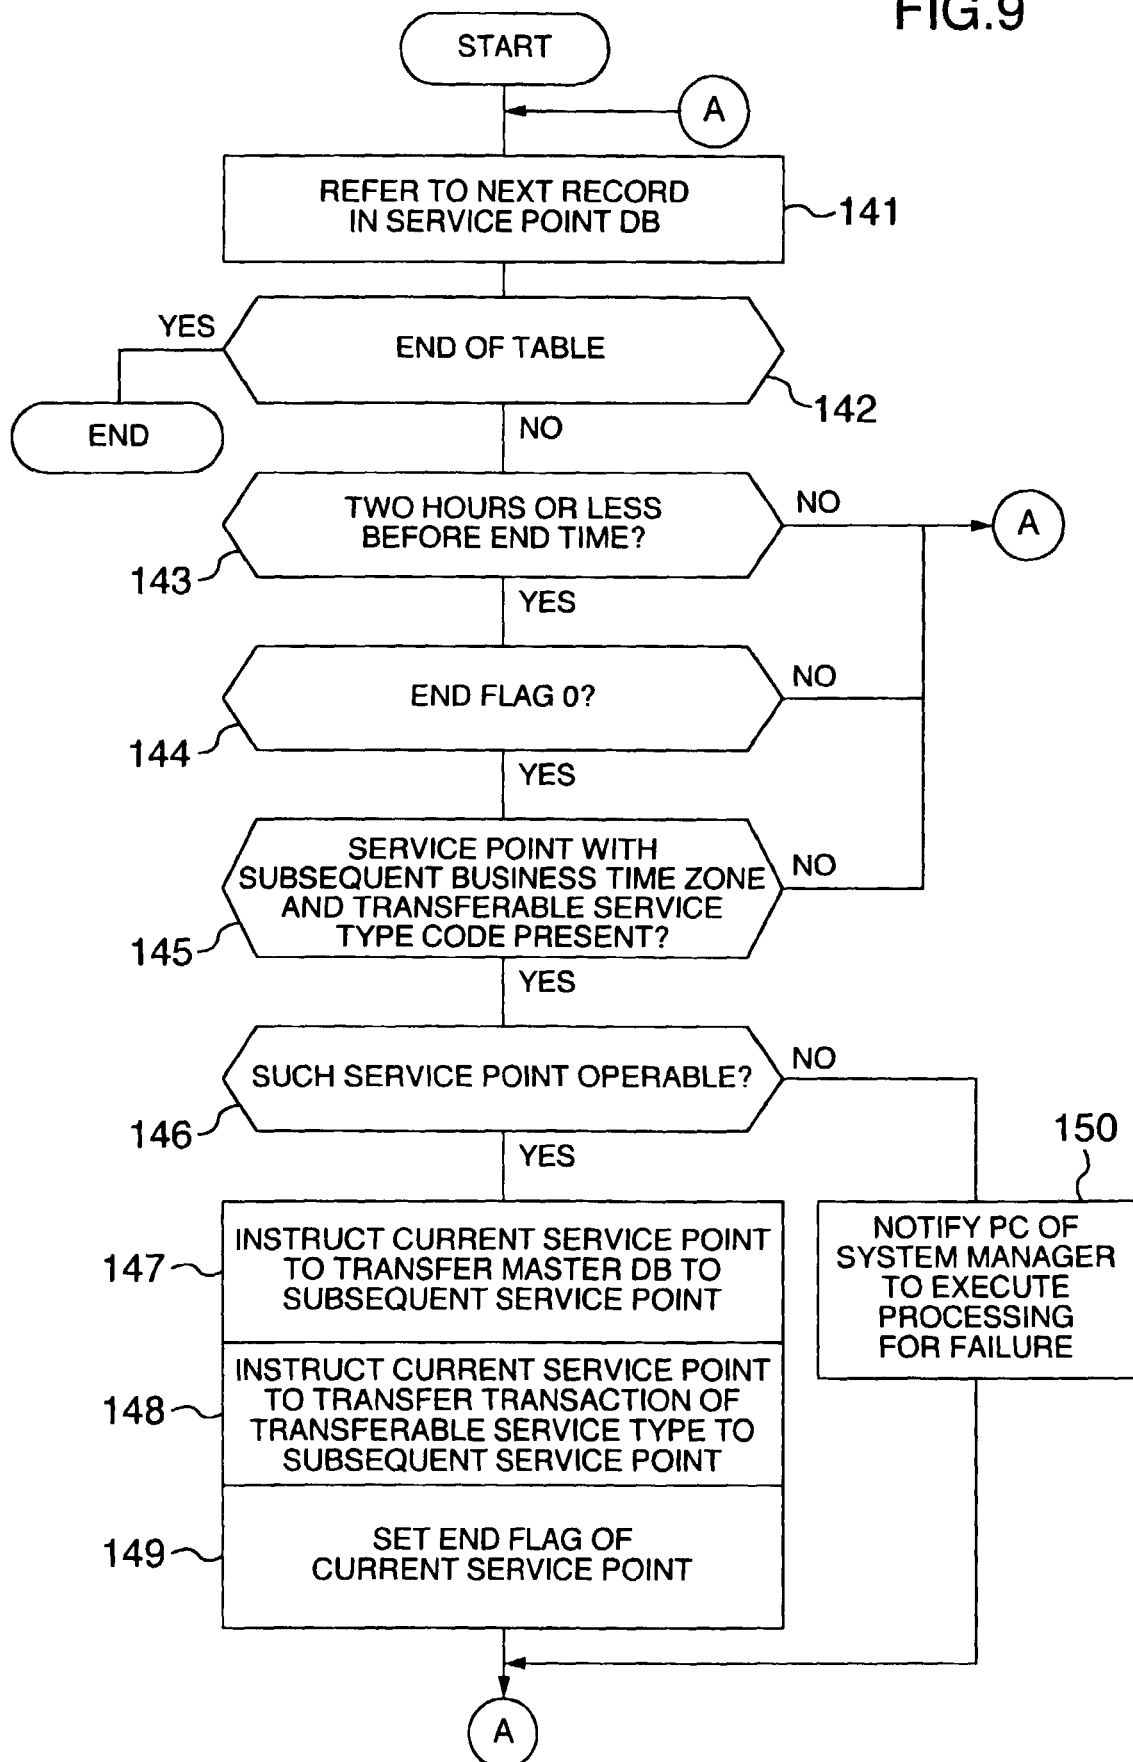 FIG.9
START
A
REFER TO NEXT RECORD
IN SERVICE POINT DB
141
YES
END OF TABLE
142
END
NO
TWO HOURS OR LESS
BEFORE END TIME?
NO
A
143
YES
END FLAG 0?
NO
144
YES
SERVICE POINT WITH
SUBSEQUENT BUSINESS TIME ZONE
AND TRANSFERABLE SERVICE
TYPE CODE PRESENT?
NO
145
YES
SUCH SERVICE POINT OPERABLE?
NO
146
YES
150
INSTRUCT CURRENT SERVICE POINT
TO TRANSFER MASTER DB TO
SUBSEQUENT SERVICE POINT
147
NOTIFY PC OF
SYSTEM MANAGER
TO EXECUTE
PROCESSING
FOR FAILURE
INSTRUCT CURRENT SERVICE POINT
TO TRANSFER TRANSACTION OF
TRANSFERABLE SERVICE TYPE TO
SUBSEQUENT SERVICE POINT
148
SET END FLAG OF
CURRENT SERVICE POINT
149
A